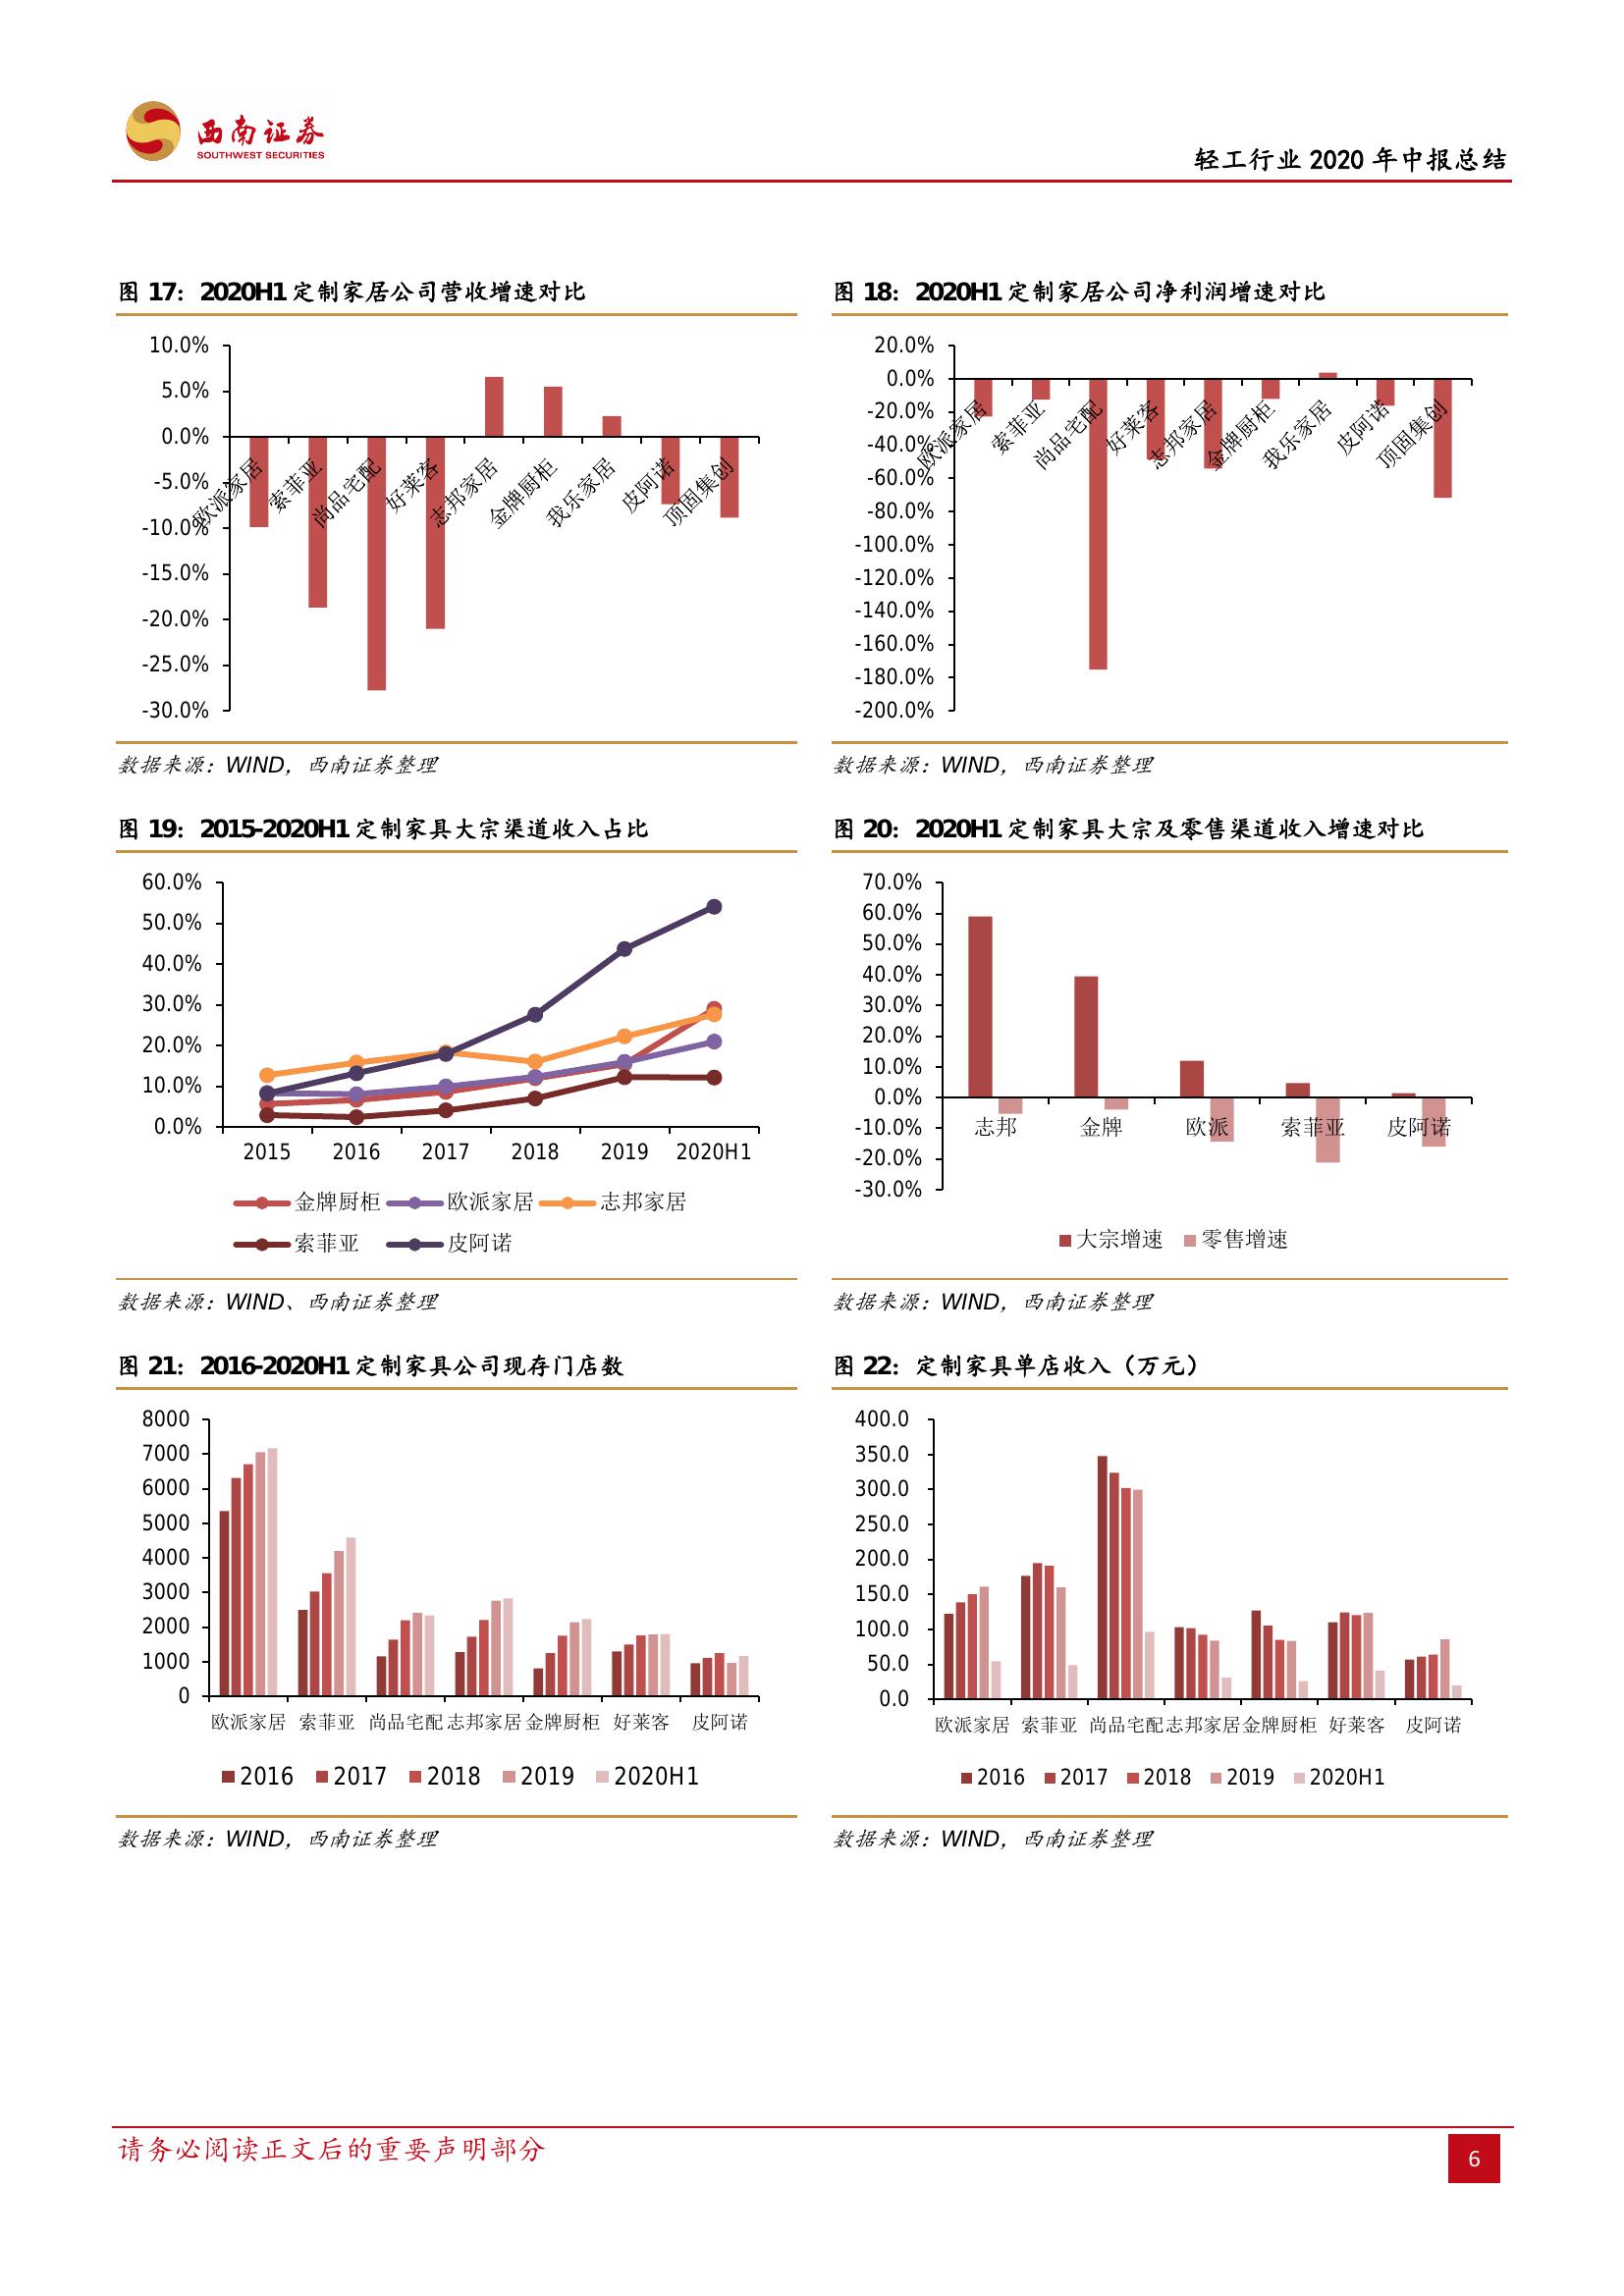 西南证券
SOUTHWEST SECURITIES
轻工行业 2020 年中报总结
图 17：2020H1 定制家居公司营收增速对比
10.0%
5.0%
0.0%
-5.0%
-10.0%
-15.0%
-20.0%
-25.0%
-30.0%
欧派家居
索菲亚
尚品宅配
好莱客
志邦家居
金牌厨柜
我乐家居
皮阿诺
顶固集创
数据来源：WIND，西南证券整理
图 18：2020H1 定制家居公司净利润增速对比
20.0%
0.0%
-20.0%
-40.0%
-60.0%
-80.0%
-100.0%
-120.0%
-140.0%
-160.0%
-180.0%
-200.0%
欧派家居
索菲亚
尚品宅配
好莱客
志邦家居
金牌厨柜
我乐家居
皮阿诺
顶固集创
数据来源：WIND，西南证券整理
图 19：2015-2020H1 定制家具大宗渠道收入占比
60.0%
50.0%
40.0%
30.0%
20.0%
10.0%
0.0%
2015 2016 2017 2018 2019 2020H1
金牌厨柜 欧派家居 志邦家居
索菲亚 皮阿诺
数据来源：WIND、西南证券整理
图 20：2020H1 定制家具大宗及零售渠道收入增速对比
70.0%
60.0%
50.0%
40.0%
30.0%
20.0%
10.0%
0.0%
-10.0%
-20.0%
-30.0%
志邦 金牌 欧派 索菲亚 皮阿诺
大宗增速 零售增速
数据来源：WIND，西南证券整理
图 21：2016-2020H1 定制家具公司现存门店数
8000
7000
6000
5000
4000
3000
2000
1000
0
欧派家居 索菲亚 尚品宅配 志邦家居 金牌厨柜 好莱客 皮阿诺
2016 2017 2018 2019 2020H1
数据来源：WIND，西南证券整理
图 22：定制家具单店收入（万元）
400.0
350.0
300.0
250.0
200.0
150.0
100.0
50.0
0.0
欧派家居 索菲亚 尚品宅配 志邦家居 金牌厨柜 好莱客 皮阿诺
2016 2017 2018 2019 2020H1
数据来源：WIND，西南证券整理
请务必阅读正文后的重要声明部分
6